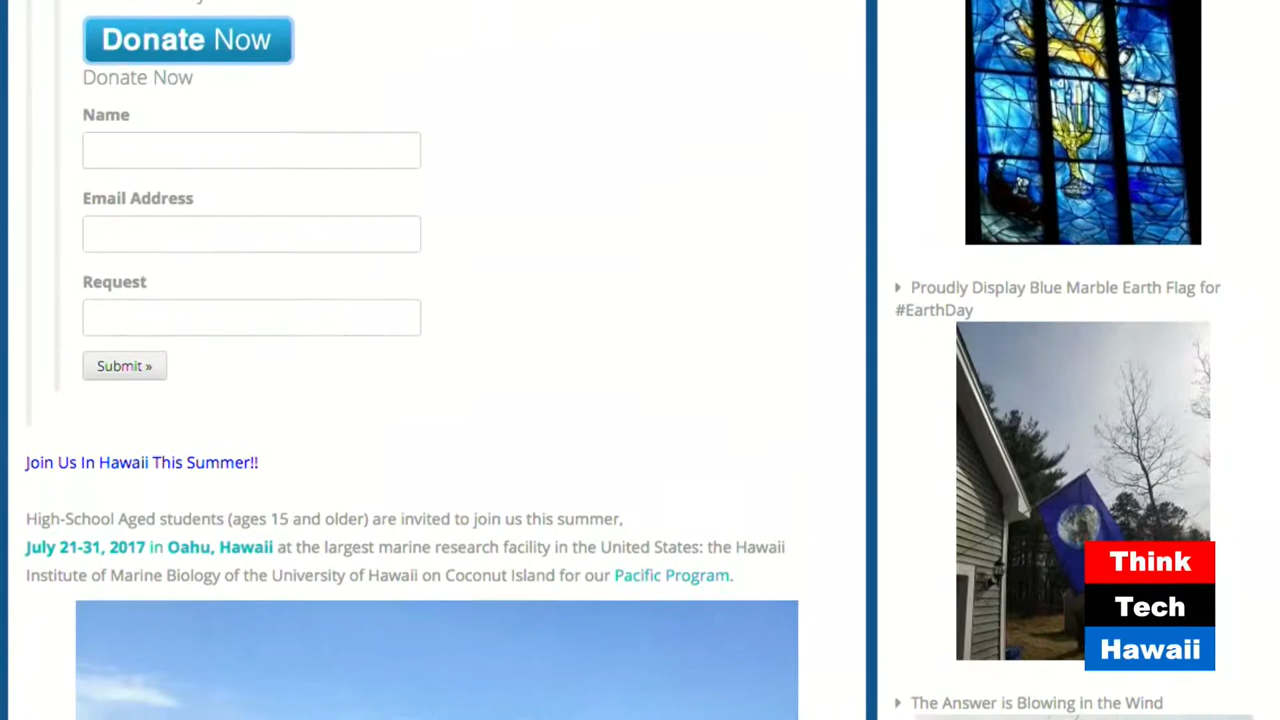 Donate Now
Donate Now
Name
Email Address
Request
Submit »
Join Us In Hawaii This Summer!!
High-School Aged students (ages 15 and older) are invited to join us this summer,
July 21-31, 2017 in Oahu, Hawaii at the largest marine research facility in the United States: the Hawaii
Institute of Marine Biology of the University of Hawaii on Coconut Island for our Pacific Program.
Proudly Display Blue Marble Earth Flag for
#EarthDay
Think
Tech
Hawaii
The Answer is Blowing in the Wind